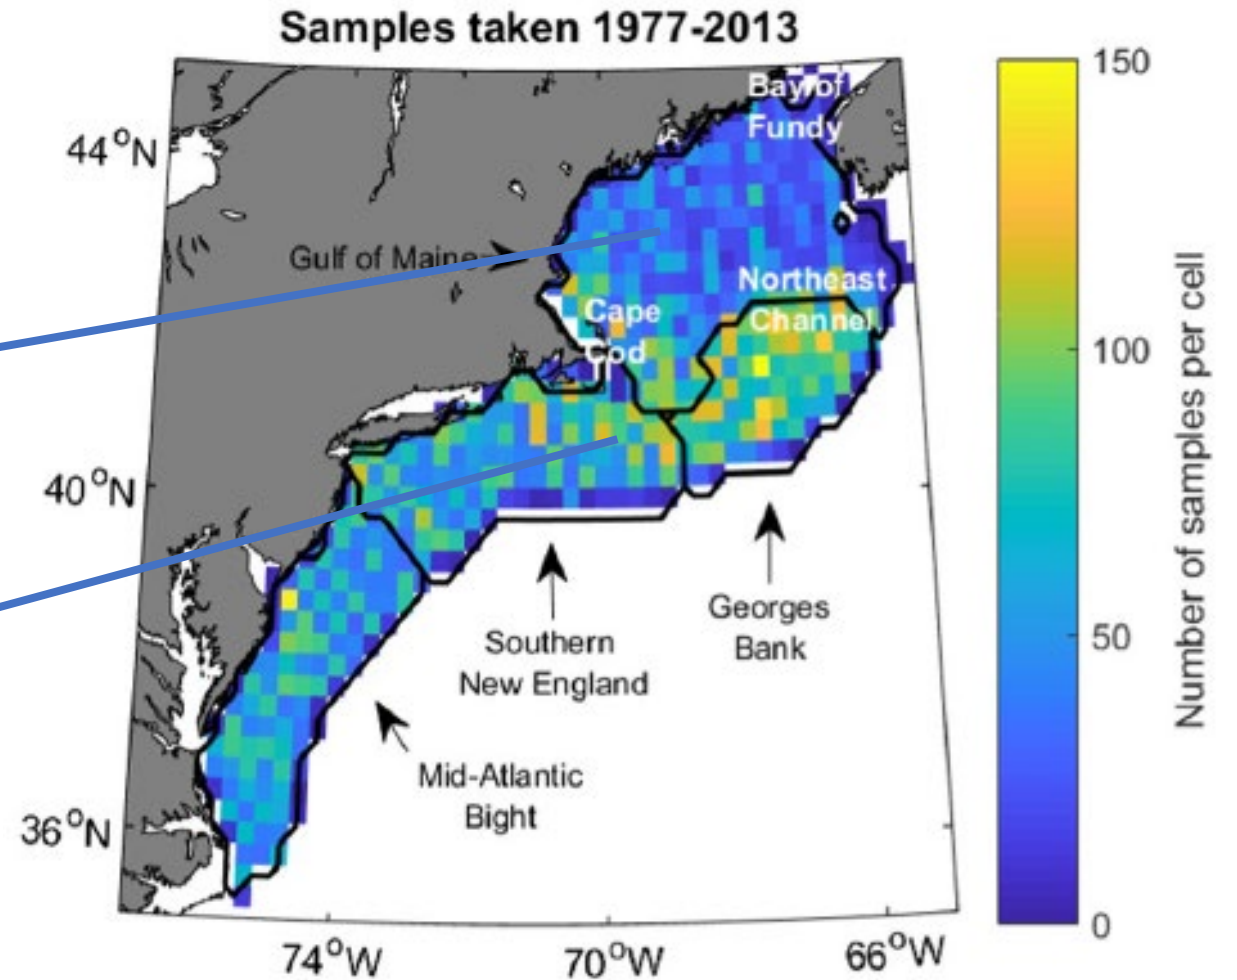 Samples taken 1977-2013
150
Bay of
Fundy
44°N
Gulf of Maine
Northeast
Channel
Cape
Cod
100
40°N
Number of samples per cell
Georges
Bank
Southern
New England
50
Mid-Atlantic
Bight
36°N
0
74°W
70°W
66°W